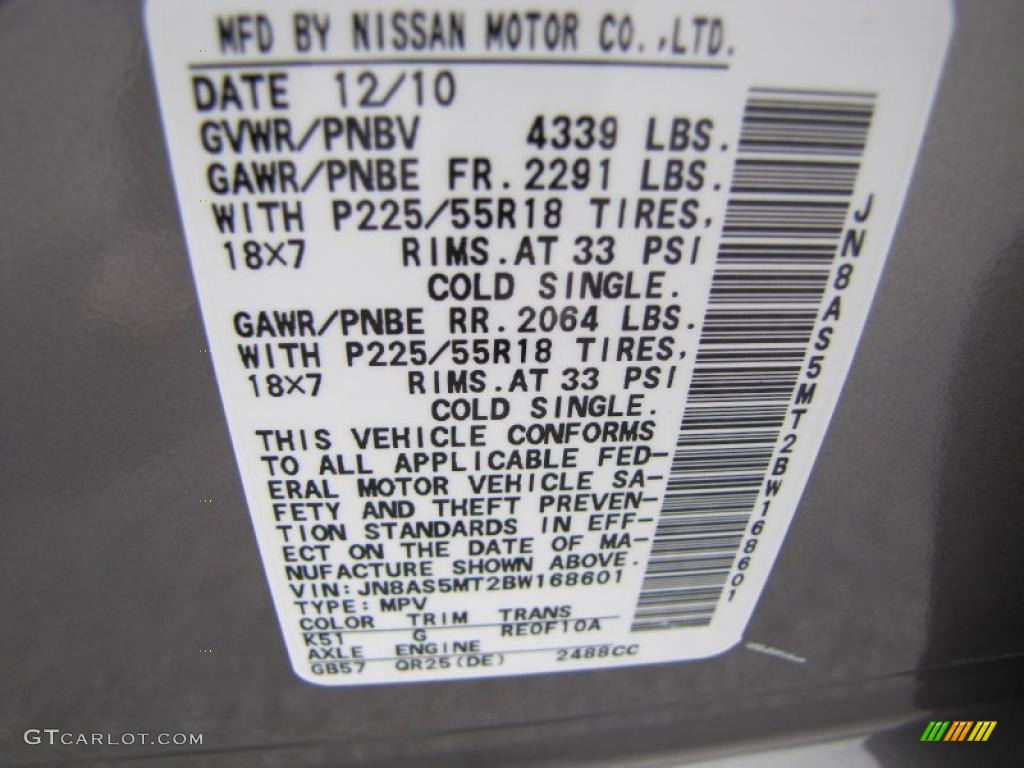 MFD BY NISSAN MOTOR CO.,LTD.
DATE 12/10
GVWR/PNBV 4339 LBS.
GAWR/PNBE FR. 2291 LBS.
WITH P225/55R18 TIRES,
18X7 RIMS. AT 33 PSI
COLD SINGLE.
GAWR/PNBE RR. 2064 LBS.
WITH P225/55R18 TIRES,
18X7 RIMS. AT 33 PSI
COLD SINGLE.
THIS VEHICLE CONFORMS
TO ALL APPLICABLE FED-
ERAL MOTOR VEHICLE SA-
FETY AND THEFT PREVEN-
TION STANDARDS IN EFF-
ECT ON THE DATE OF MA-
NUFACTURE SHOWN ABOVE.
VIN: JN8AS5MT2BW168601
TYPE: MPV
COLOR TRIM TRANS
K51 G RE0F10A
AXLE ENGINE
GB57 QR25(DE) 2488CC
JN8AS5MT2BW168601
GTCARLOT.COM